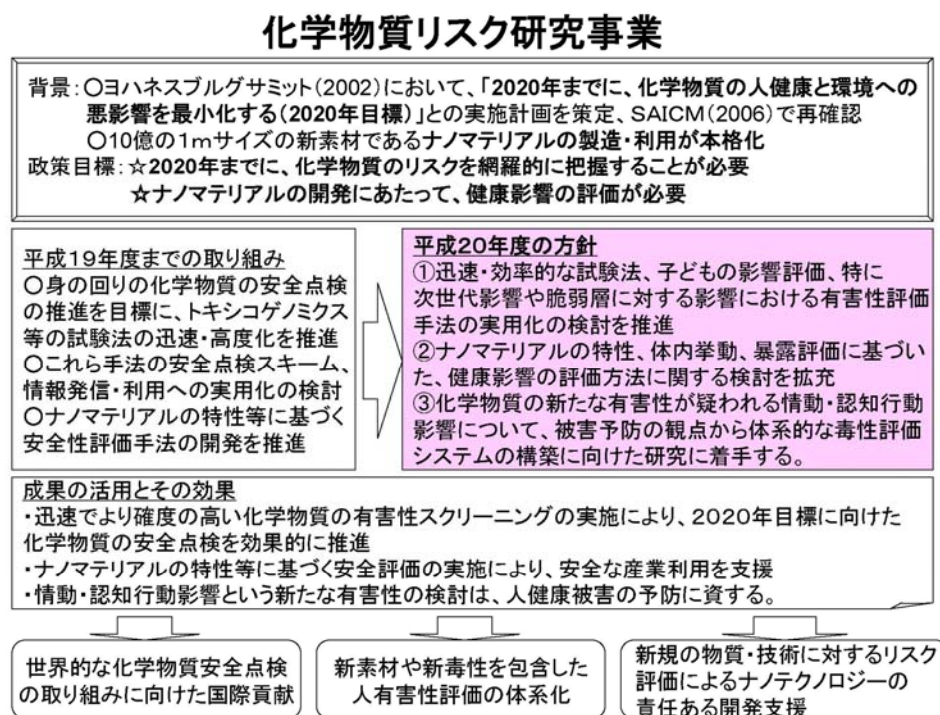 化学物質リスク研究事業
背景:○ヨハネスブルグサミット(2002)において、「2020年までに、化学物質の人健康と環境への
悪影響を最小化する(2020年目標)」との実施計画を策定、SAICM(2006)で再確認
○10億の1mサイズの新素材であるナノマテリアルの製造・利用が本格化
政策目標:☆2020年までに、化学物質のリスクを網羅的に把握することが必要
☆ナノマテリアルの開発にあたって、健康影響の評価が必要
平成19年度までの取り組み
○身の回りの化学物質の安全点検
の推進を目標に、トキシコゲノミクス
等の試験法の迅速・高度化を推進
○これら手法の安全点検スキーム、
情報発信・利用への実用化の検討
○ナノマテリアルの特性等に基づく
安全性評価手法の開発を推進
平成20年度の方針
①迅速・効率的な試験法、子どもの影響評価、特に
次世代影響や脆弱層に対する影響における有害性評価
手法の実用化の検討を推進
②ナノマテリアルの特性、体内挙動、暴露評価に基づい
た、健康影響の評価方法に関する検討を拡充
③化学物質の新たな有害性が疑われる情動・認知行動
影響について、被害予防の観点から体系的な毒性評価
システムの構築に向けた研究に着手する。
成果の活用とその効果
・迅速でより確度の高い化学物質の有害性スクリーニングの実施により、2020年目標に向けた
化学物質の安全点検を効果的に推進
・ナノマテリアルの特性等に基づく安全評価の実施により、安全な産業利用を支援
・情動・認知行動影響という新たな有害性の検討は、人健康被害の予防に資する。
世界的な化学物質安全点検
の取り組みに向けた国際貢献
新素材や新毒性を包含した
人有害性評価の体系化
新規の物質・技術に対するリスク
評価によるナノテクノロジーの
責任ある開発支援